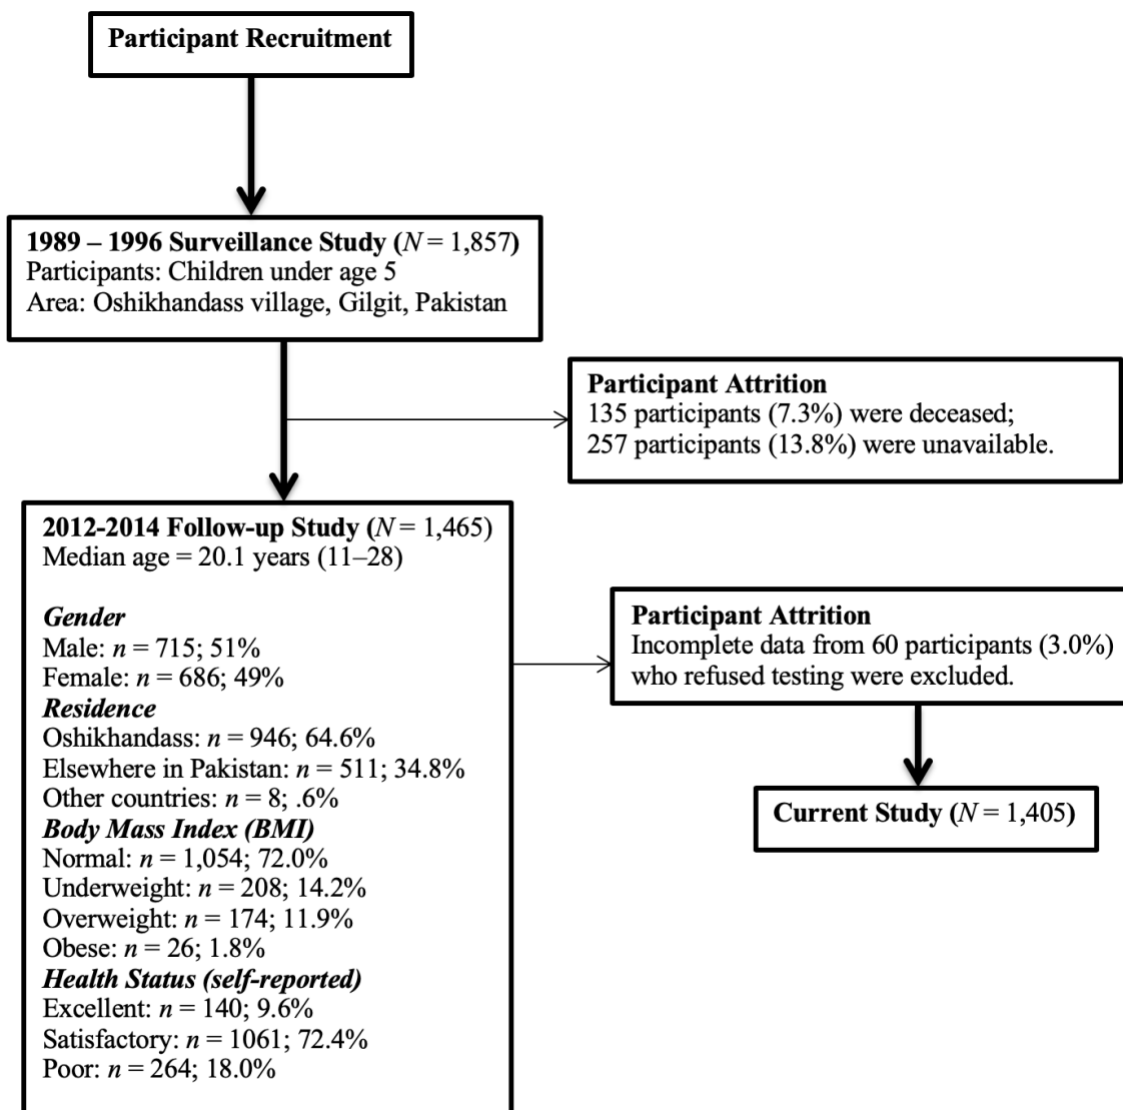 Participant Recruitment
1989 – 1996 Surveillance Study (N = 1,857)
Participants: Children under age 5
Area: Oshikhandass village, Gilgit, Pakistan
Participant Attrition
135 participants (7.3%) were deceased;
257 participants (13.8%) were unavailable.
2012-2014 Follow-up Study (N = 1,465)
Median age = 20.1 years (11–28)
Gender
Male: n = 715; 51%
Female: n = 686; 49%
Residence
Oshikhandass: n = 946; 64.6%
Elsewhere in Pakistan: n = 511; 34.8%
Other countries: n = 8; .6%
Body Mass Index (BMI)
Normal: n = 1,054; 72.0%
Underweight: n = 208; 14.2%
Overweight: n = 174; 11.9%
Obese: n = 26; 1.8%
Health Status (self-reported)
Excellent: n = 140; 9.6%
Satisfactory: n = 1061; 72.4%
Poor: n = 264; 18.0%
Participant Attrition
Incomplete data from 60 participants (3.0%)
who refused testing were excluded.
Current Study (N = 1,405)